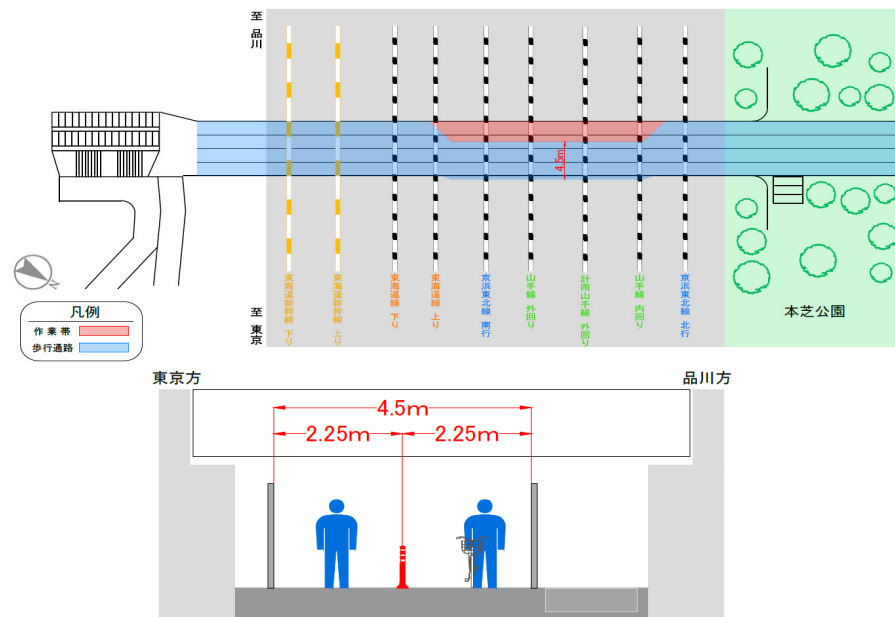 至 品川
4.5m
東海道新幹線 下り
東海道新幹線 上り
東海道線 下り
東海道線 上り
京浜東北線 南行
山手線 外回り
計画山手線 外回り
山手線 内回り
京浜東北線 北行
至 東京
本芝公園
N
凡例
作業帯
歩行通路
東京方
品川方
4.5m
2.25m
2.25m